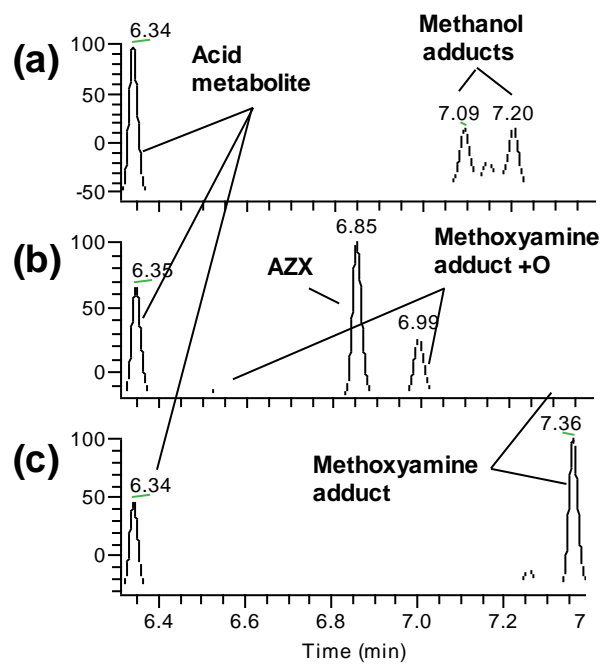 (a)
100
50
0
-50
6.34
Acid
metabolite
Methanol
adducts
7.09
7.20
(b)
100
50
0
6.35
AZX
6.85
Methoxyamine
adduct +O
6.99
(c)
100
50
0
6.34
Methoxyamine
adduct
7.36
6.4 6.6 6.8 7.0 7.2 7
Time (min)